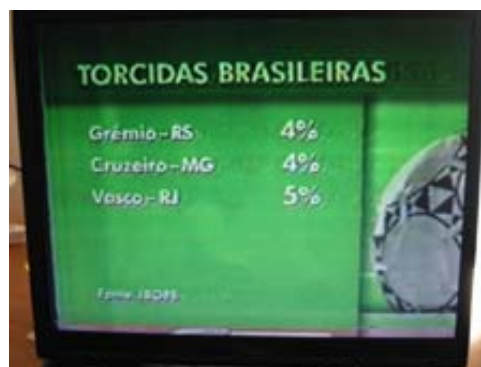 TORCIDAS BRASILEIRAS
Grêmio-RS 4%
Cruzeiro-MG 4%
Vasco-RJ 5%
Fonte: IBOPE